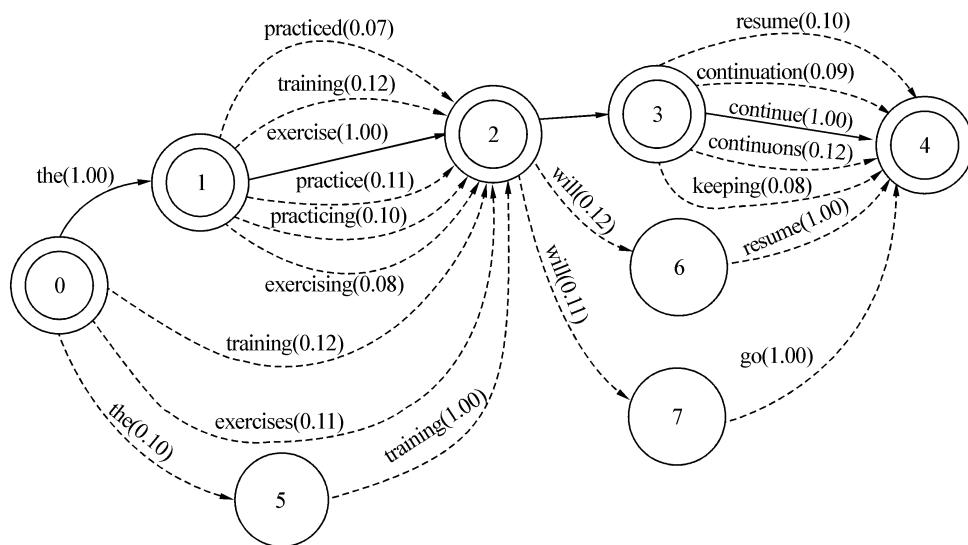 practiced(0.07)
training(0.12)
exercise(1.00)
practice(0.11)
practicing(0.10)
exercising(0.08)
the(1.00)
0
1
2
3
4
resume(0.10)
continuation(0.09)
continue(1.00)
continuons(0.12)
keeping(0.08)
will(0.12)
will(0.11)
6
resume(1.00)
7
go(1.00)
training(0.12)
exercises(0.11)
the(0.10)
5
training(1.00)